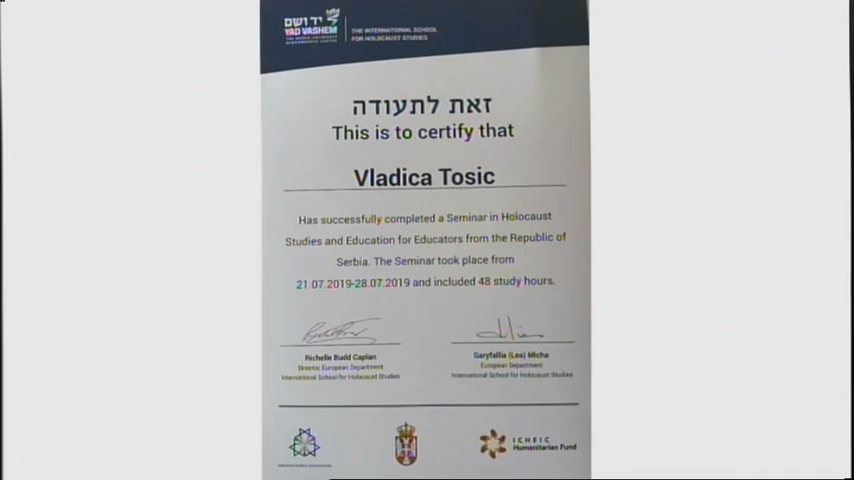 יד ושם
YAD VASHEM
THE INTERNATIONAL SCHOOL
FOR HOLOCAUST STUDIES
זאת לתעודה
This is to certify that
Vladica Tosic
Has successfully completed a Seminar in Holocaust
Studies and Education for Educators from the Republic of
Serbia. The Seminar took place from
21.07.2019-28.07.2019 and included 48 study hours.
Richelle Budd Caplan
Director, European Department
International School for Holocaust Studies
Garyfallia (Lea) Micha
European Department
International School for Holocaust Studies
ICHEIC
Humanitarian Fund